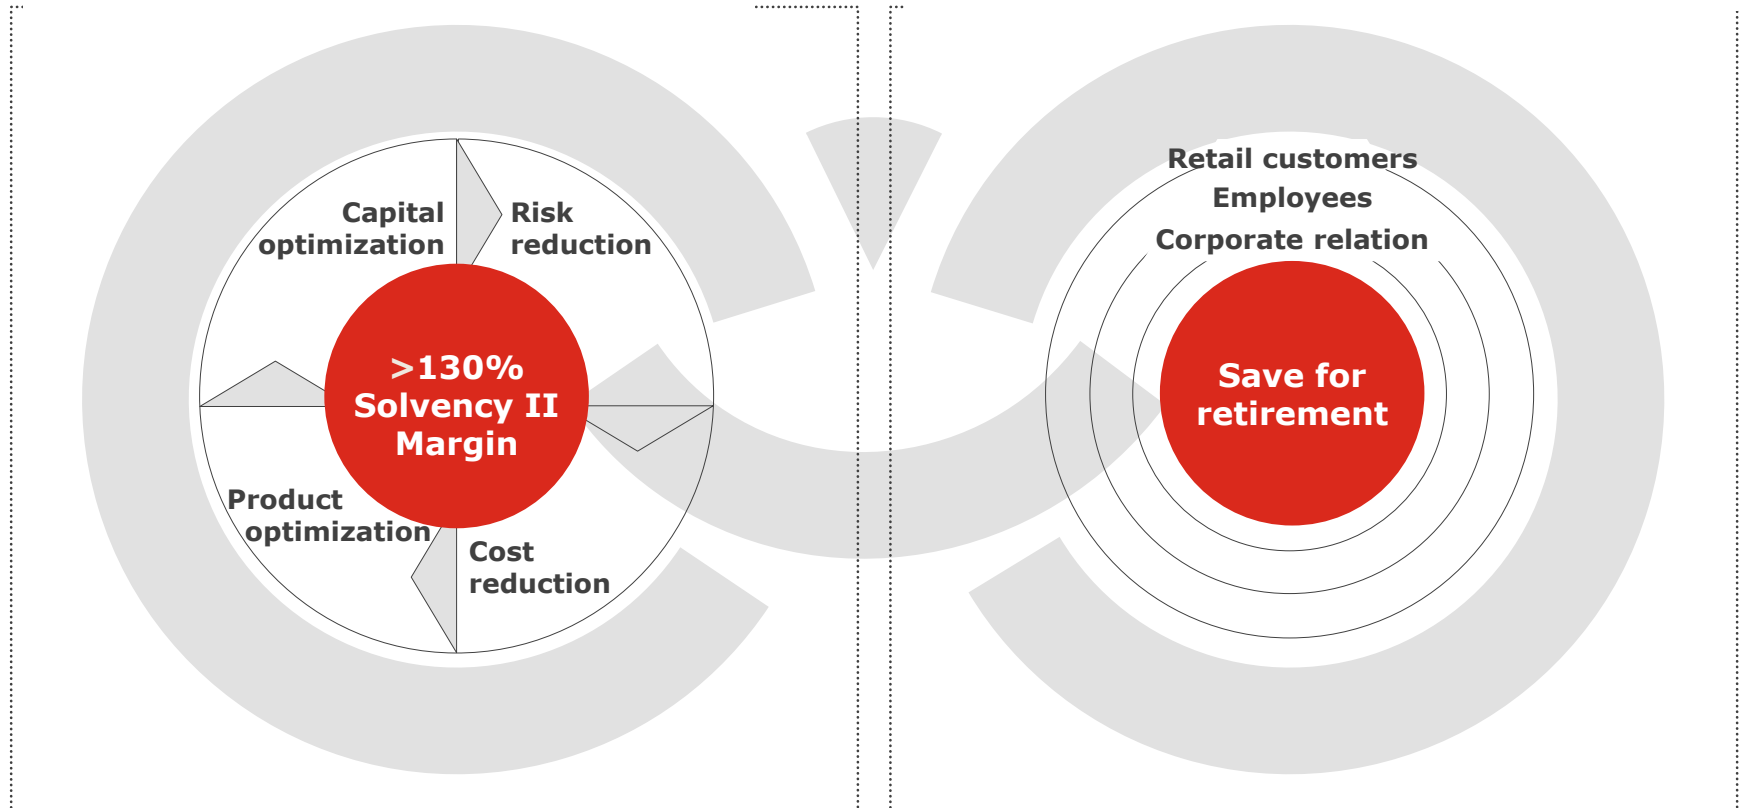 Capital
optimization
Risk
reduction
>130%
Solvency II
Margin
Product
optimization
Cost
reduction
Retail customers
Employees
Corporate relation
Save for
retirement